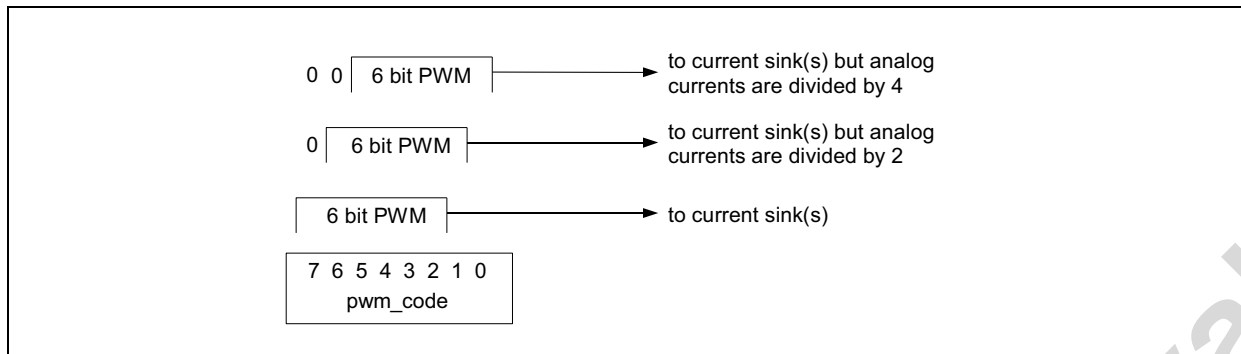 0 0 6 bit PWM to current sink(s) but analog
currents are divided by 4
0 6 bit PWM to current sink(s) but analog
currents are divided by 2
6 bit PWM to current sink(s)
7 6 5 4 3 2 1 0
pwm_code